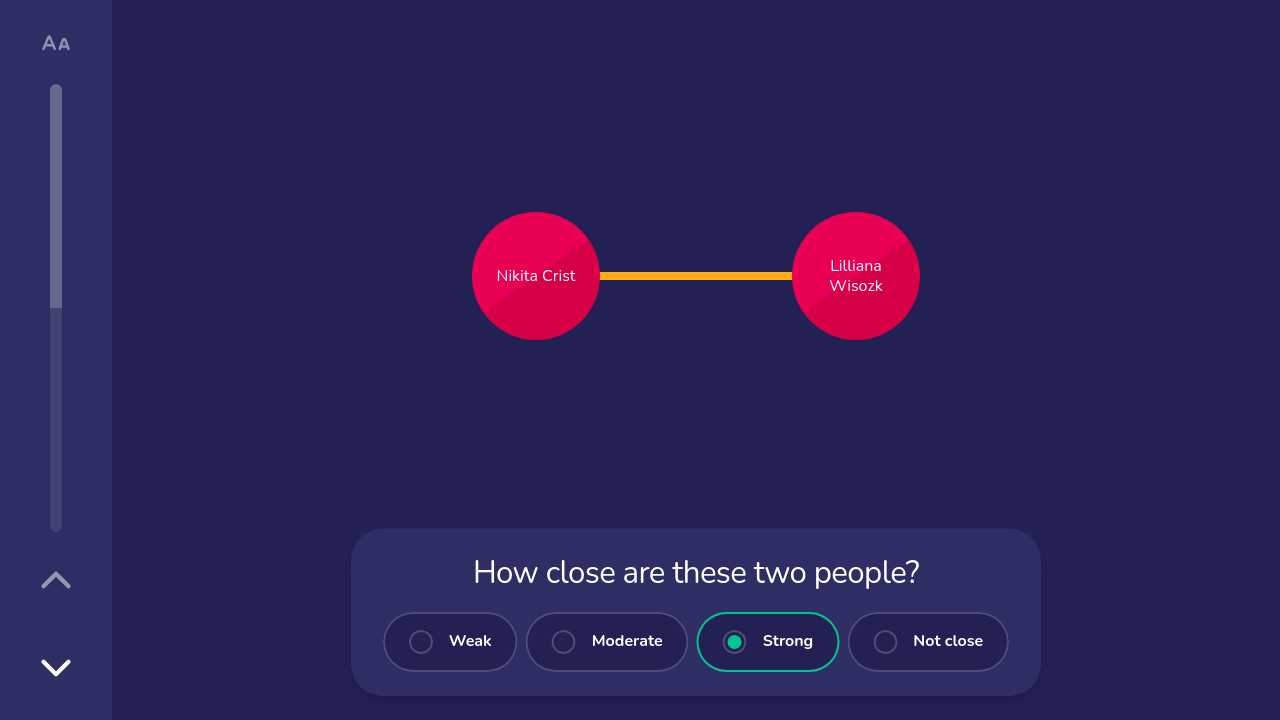 AA
Nikita Crist
Lilliana
Wisozk
How close are these two people?
Weak
Moderate
Strong
Not close